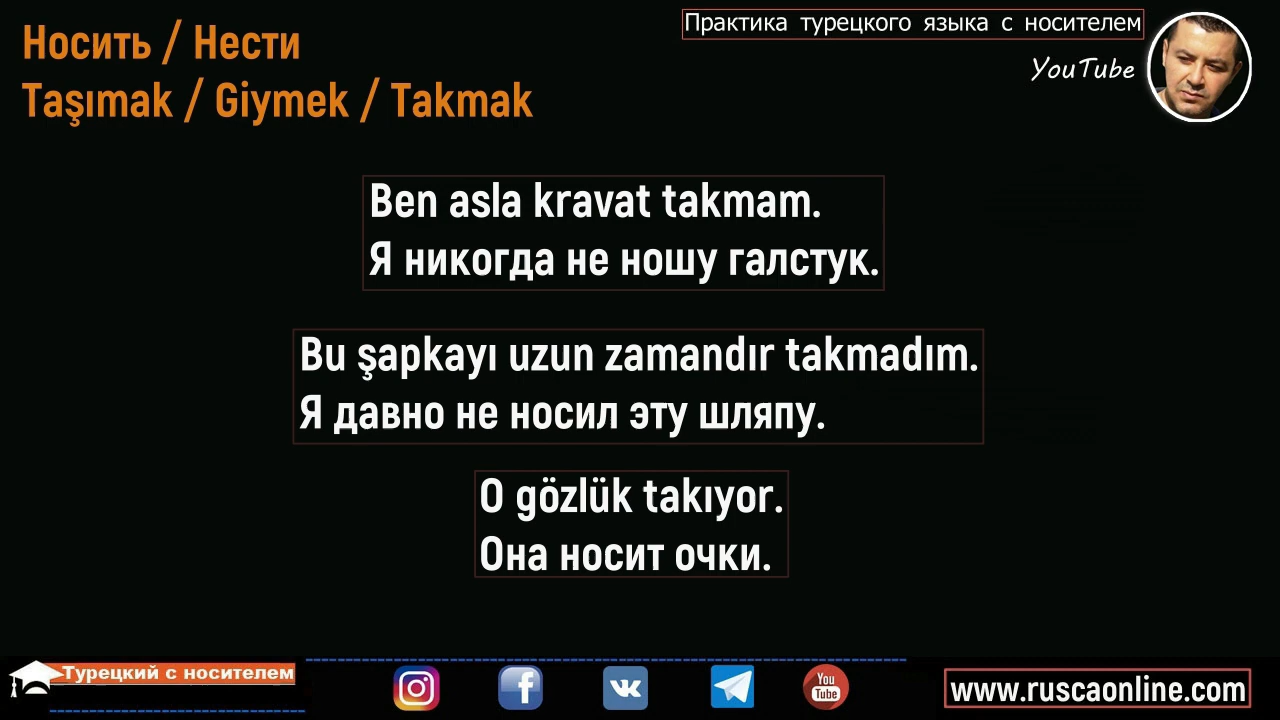 Носить / Нести
Taşımak / Giymek / Takmak
Практика турецкого языка с носителем
YouTube
Ben asla kravat takmam.
Я никогда не ношу галстук.
Bu şapkayı uzun zamandır takmadım.
Я давно не носил эту шляпу.
O gözlük takıyor.
Она носит очки.
Турецкий с носителем
You
Tube
www.ruscaonline.com